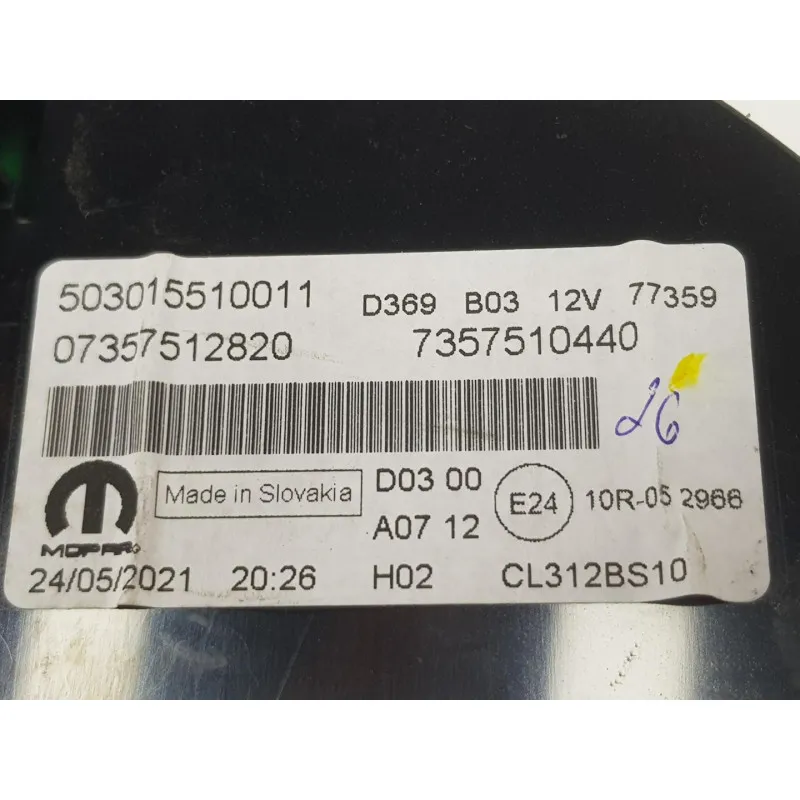 503015510011 D369 B03 12V 77359
07357512820 7357510440
26
MOPAR
Made in Slovakia
D03 00
A07 12
E24
10R-05 2966
24/05/2021 20:26 H02 CL312BS10